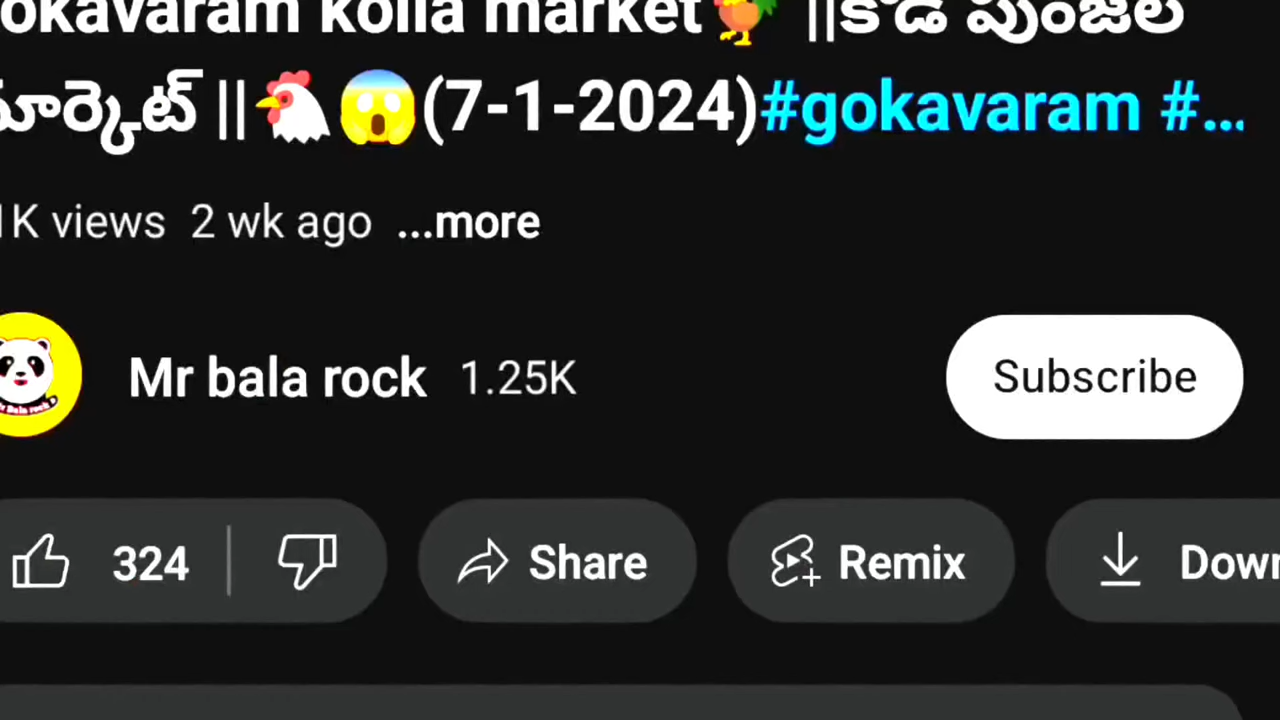 okavaram kolla market🐓 ||కోడి పుంజుల
మార్కెట్ ||🐔😱(7-1-2024)#gokavaram #...
1K views 2 wk ago ...more
Mr bala rock 1.25K
Subscribe
324
Share
Remix
Down